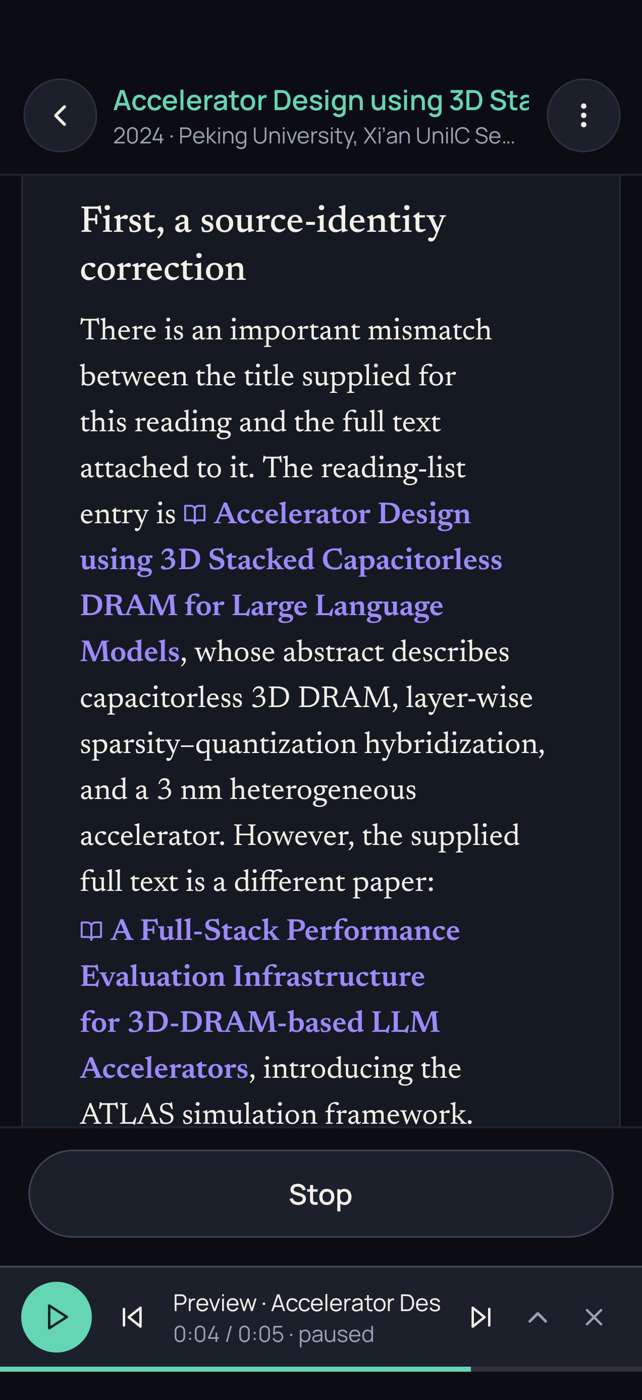 Accelerator Design using 3D Sta
2024 · Peking University, Xi'an UniIC Se...
First, a source-identity
correction
There is an important mismatch
between the title supplied for
this reading and the full text
attached to it. The reading-list
entry is Accelerator Design
using 3D Stacked Capacitorless
DRAM for Large Language
Models, whose abstract describes
capacitorless 3D DRAM, layer-wise
sparsity–quantization hybridization,
and a 3 nm heterogeneous
accelerator. However, the supplied
full text is a different paper:
A Full-Stack Performance
Evaluation Infrastructure
for 3D-DRAM-based LLM
Accelerators, introducing the
ATLAS simulation framework.
Stop
Preview · Accelerator Des
0:04 / 0:05 · paused